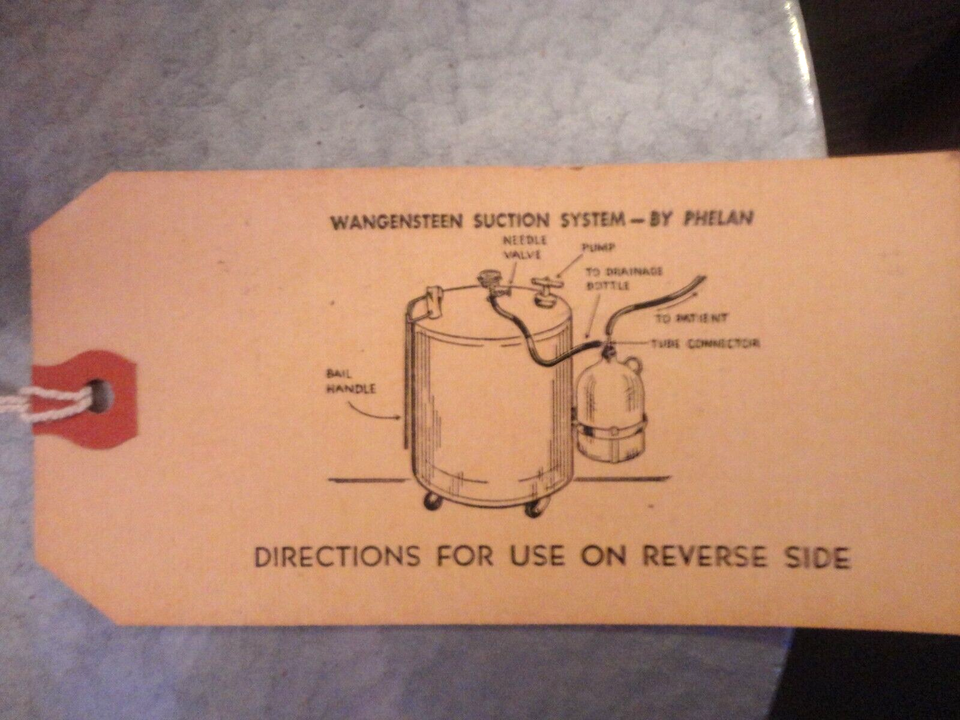 WANGENSTEEN SUCTION SYSTEM — BY PHELAN
NEEDLE
VALVE
PUMP
TO DRAINAGE
BOTTLE
TO PATIENT
TUBE CONNECTOR
BAIL
HANDLE
DIRECTIONS FOR USE ON REVERSE SIDE